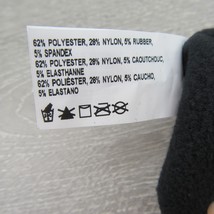 62% POLYESTER, 28% NYLON, 5% RUBBER,
5% SPANDEX
62% POLYESTER, 28% NYLON, 5% CAOUTCHOUC,
5% ELASTHANNE
62% POLIÉSTER, 28% NYLON, 5% CAUCHO,
5% ELASTANO